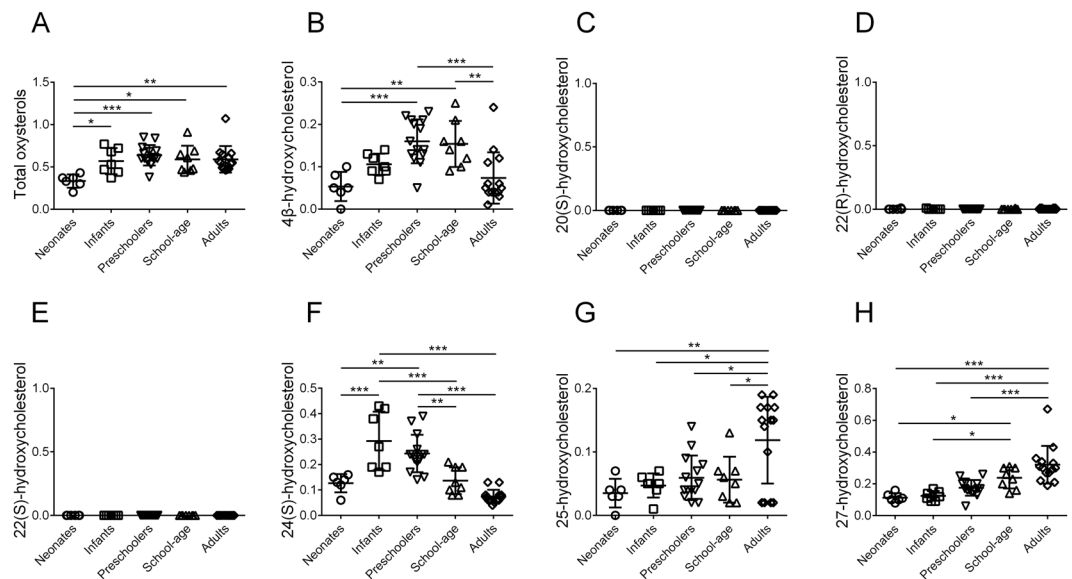 A
Total oxysterols
1.5
1.0
0.5
0.0
**
*
***
*
Neonates
Infants
Preschoolers
School-age
Adults
B
4β-hydroxycholesterol
0.3
0.2
0.1
0.0
***
**
**
***
Neonates
Infants
Preschoolers
School-age
Adults
C
20(S)-hydroxycholesterol
1.0
0.5
0.0
Neonates
Infants
Preschoolers
School-age
Adults
D
22(R)-hydroxycholesterol
1.0
0.5
0.0
Neonates
Infants
Preschoolers
School-age
Adults
E
22(S)-hydroxycholesterol
1.0
0.5
0.0
Neonates
Infants
Preschoolers
School-age
Adults
F
24(S)-hydroxycholesterol
0.5
0.4
0.3
0.2
0.1
0.0
***
**
***
***
***
**
Neonates
Infants
Preschoolers
School-age
Adults
G
25-hydroxycholesterol
0.2
0.1
0.0
**
*
*
*
Neonates
Infants
Preschoolers
School-age
Adults
H
27-hydroxycholesterol
0.8
0.6
0.4
0.2
0.0
***
***
***
*
*
Neonates
Infants
Preschoolers
School-age
Adults